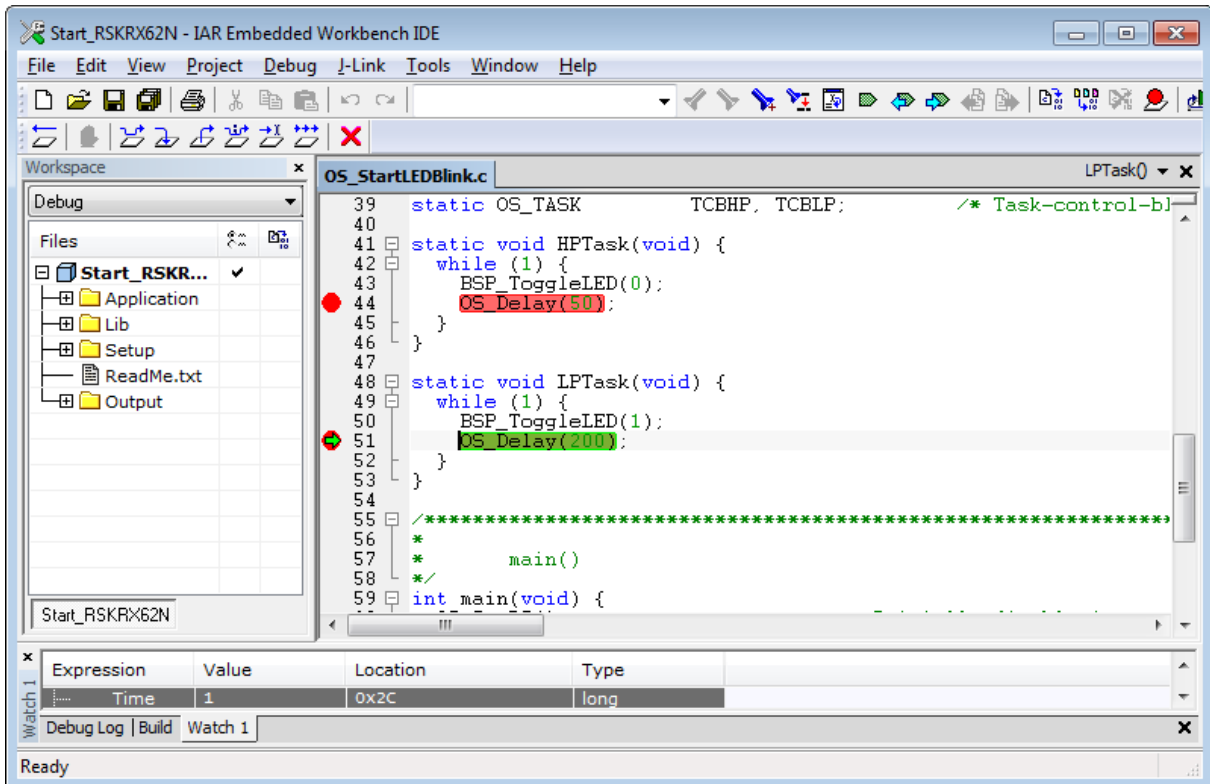 Start_RSKRX62N - IAR Embedded Workbench IDE
File Edit View Project Debug J-Link Tools Window Help
Workspace
Debug
Files
Start_RSKR...
Application
Lib
Setup
ReadMe.txt
Output
Start_RSKRX62N
OS_StartLEDBlink.c
LPTask()
39 static OS_TASK TCBHP, TCBLP; /* Task-control-bl
40
41 static void HPTask(void) {
42 while (1) {
43 BSP_ToggleLED(0);
44 OS_Delay(50);
45 }
46 }
47
48 static void LPTask(void) {
49 while (1) {
50 BSP_ToggleLED(1);
51 OS_Delay(200);
52 }
53 }
54
55 /**************************************************************
56 *
57 * main()
58 */
59 int main(void) {
Watch 1
Expression Value Location Type
Time 1 0x2C long
Debug Log Build Watch 1
Ready